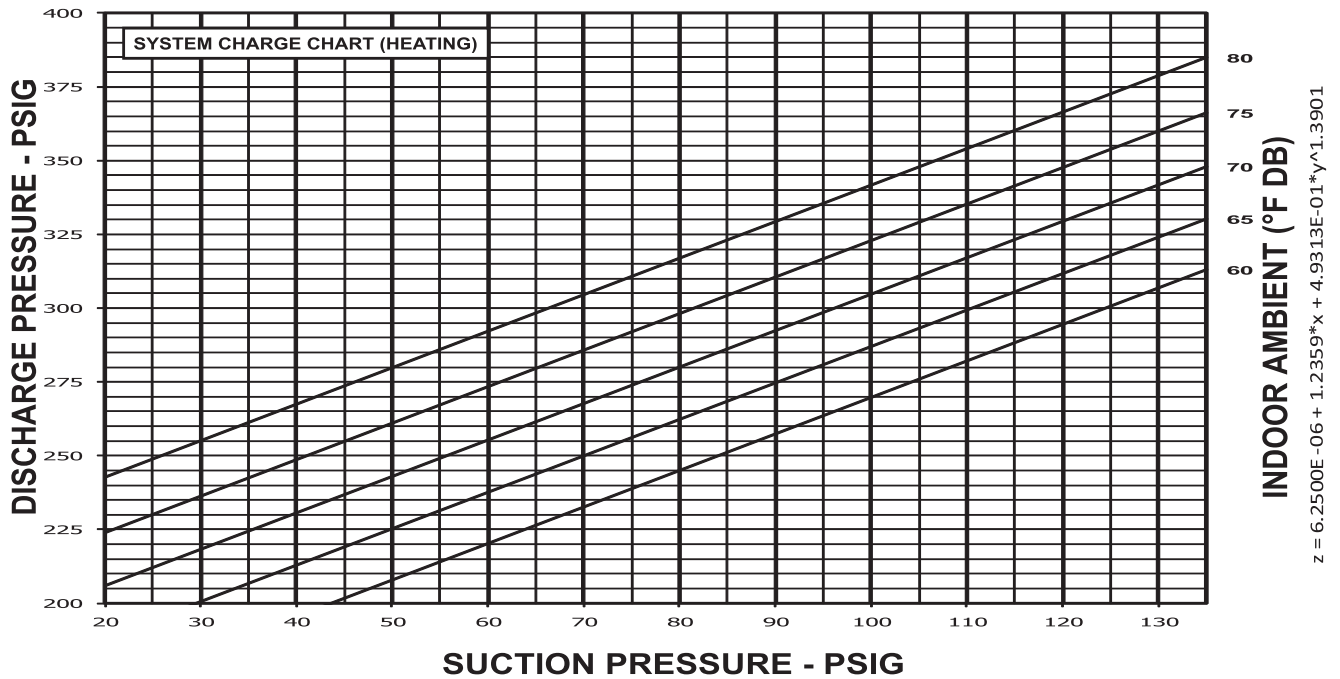 SYSTEM CHARGE CHART (HEATING)
DISCHARGE PRESSURE - PSIG
400
375
350
325
300
275
250
225
200
20 30 40 50 60 70 80 90 100 110 120 130
SUCTION PRESSURE - PSIG
80
75
70
65
60
INDOOR AMBIENT (°F DB)
z = 6.2500E-06 + 1.2359*x + 4.9313E-01*y^1.3901